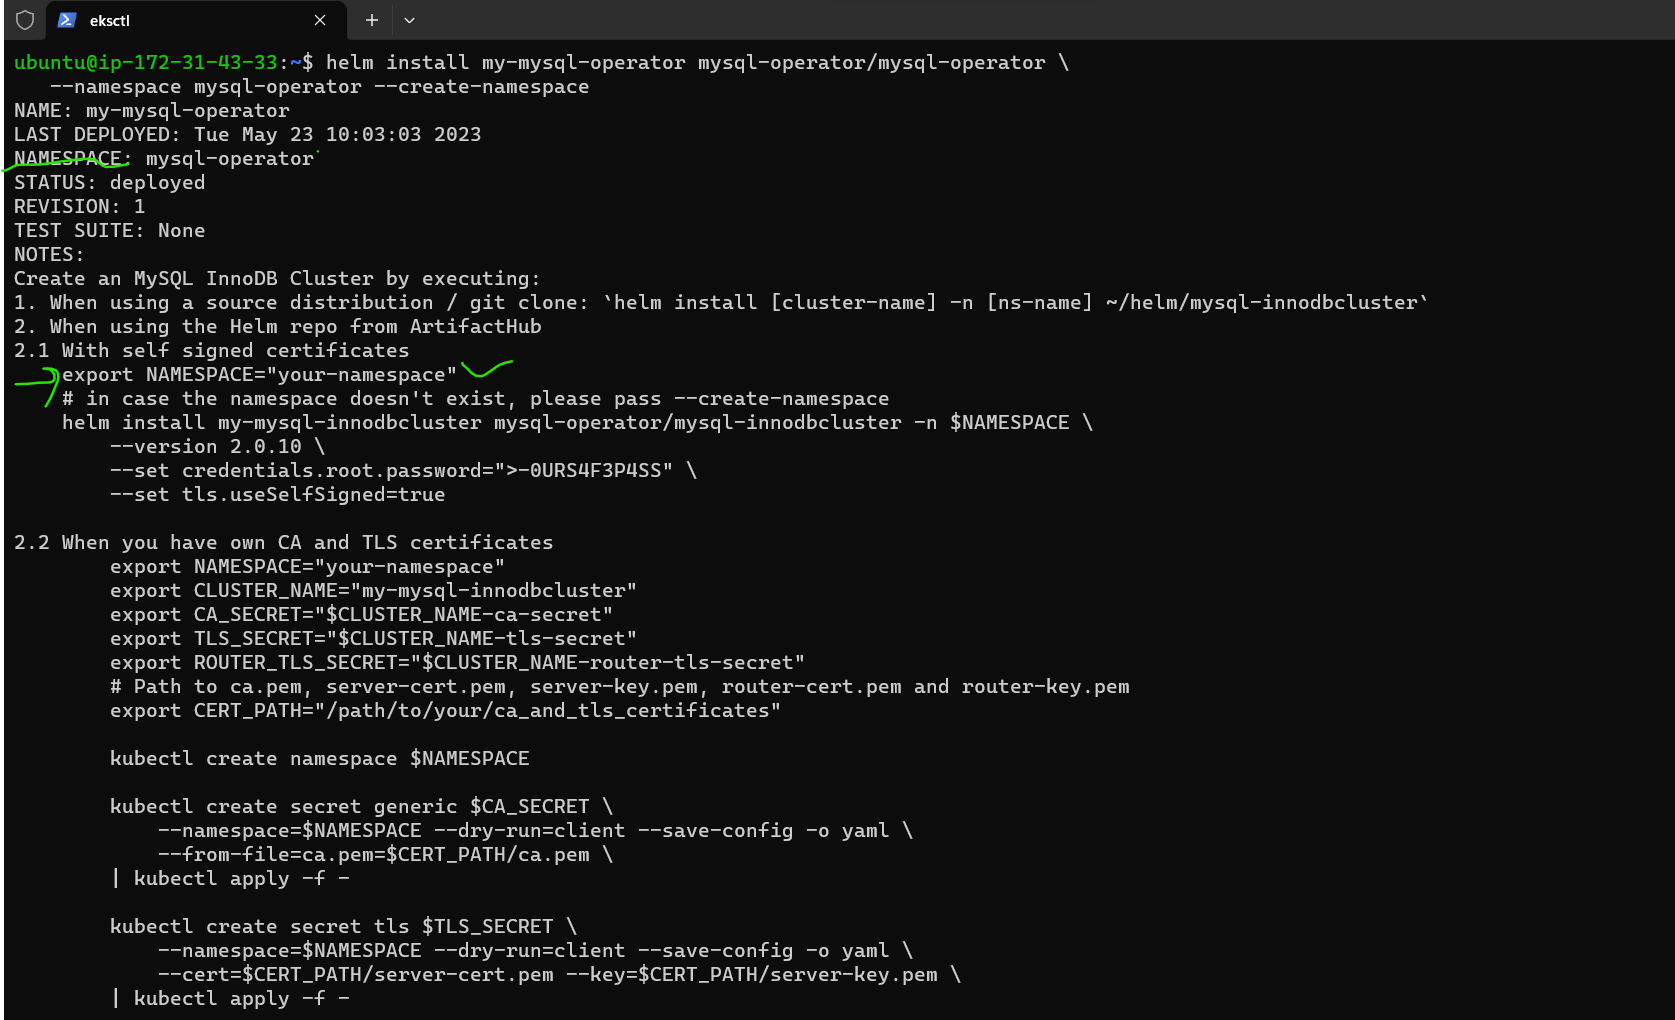 eksctl
ubuntu@ip-172-31-43-33:~$ helm install my-mysql-operator mysql-operator/mysql-operator \
   --namespace mysql-operator --create-namespace
NAME: my-mysql-operator
LAST DEPLOYED: Tue May 23 10:03:03 2023
NAMESPACE: mysql-operator
STATUS: deployed
REVISION: 1
TEST SUITE: None
NOTES:
Create an MySQL InnoDB Cluster by executing:
1. When using a source distribution / git clone: `helm install [cluster-name] -n [ns-name] ~/helm/mysql-innodbcluster`
2. When using the Helm repo from ArtifactHub
2.1 With self signed certificates
    export NAMESPACE="your-namespace"
    # in case the namespace doesn't exist, please pass --create-namespace
    helm install my-mysql-innodbcluster mysql-operator/mysql-innodbcluster -n $NAMESPACE \
        --version 2.0.10 \
        --set credentials.root.password=">-0URS4F3P4SS" \
        --set tls.useSelfSigned=true

2.2 When you have own CA and TLS certificates
        export NAMESPACE="your-namespace"
        export CLUSTER_NAME="my-mysql-innodbcluster"
        export CA_SECRET="$CLUSTER_NAME-ca-secret"
        export TLS_SECRET="$CLUSTER_NAME-tls-secret"
        export ROUTER_TLS_SECRET="$CLUSTER_NAME-router-tls-secret"
        # Path to ca.pem, server-cert.pem, server-key.pem, router-cert.pem and router-key.pem
        export CERT_PATH="/path/to/your/ca_and_tls_certificates"

        kubectl create namespace $NAMESPACE

        kubectl create secret generic $CA_SECRET \
            --namespace=$NAMESPACE --dry-run=client --save-config -o yaml \
            --from-file=ca.pem=$CERT_PATH/ca.pem \
        | kubectl apply -f -

        kubectl create secret tls $TLS_SECRET \
            --namespace=$NAMESPACE --dry-run=client --save-config -o yaml \
            --cert=$CERT_PATH/server-cert.pem --key=$CERT_PATH/server-key.pem \
        | kubectl apply -f -